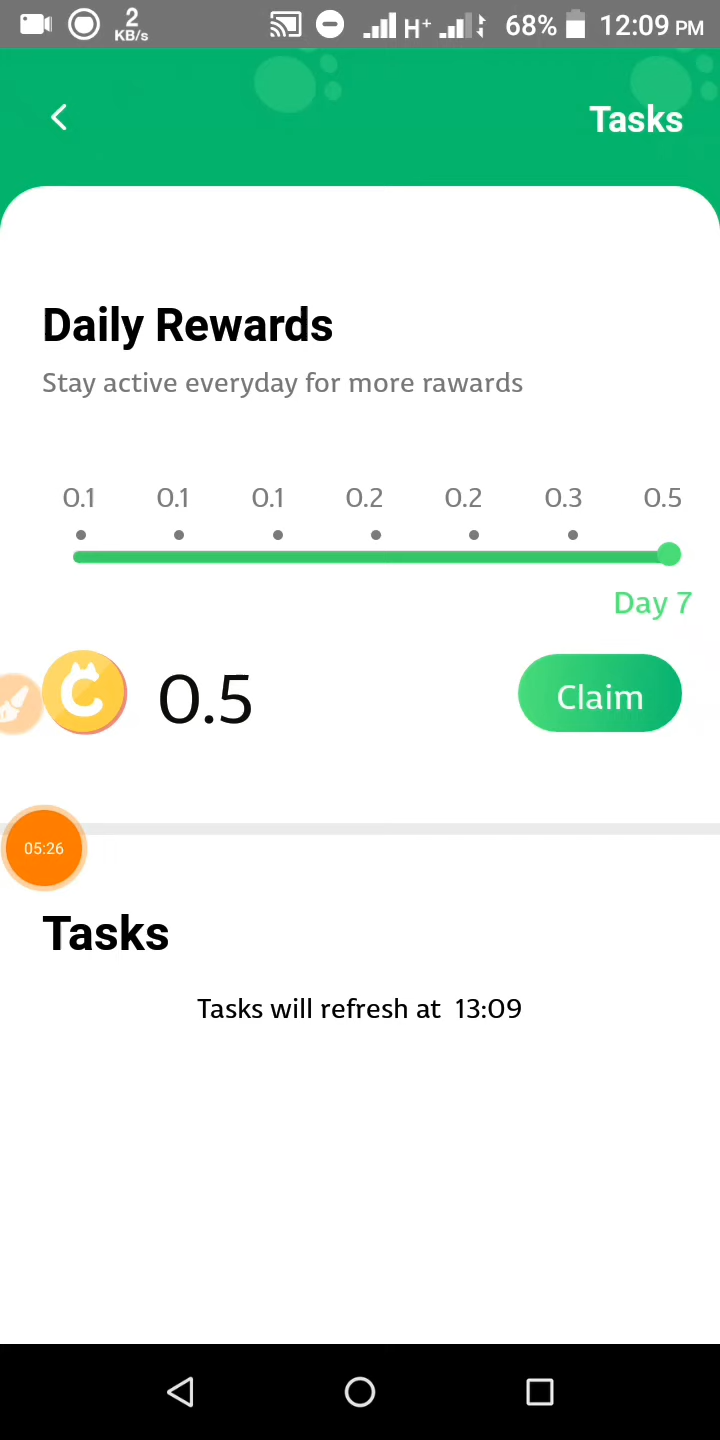 2
KB/s
H+
68%
12:09 PM
Tasks
Daily Rewards
Stay active everyday for more rawards
0.1 0.1 0.1 0.2 0.2 0.3 0.5
Day 7
0.5
Claim
05:26
Tasks
Tasks will refresh at 13:09